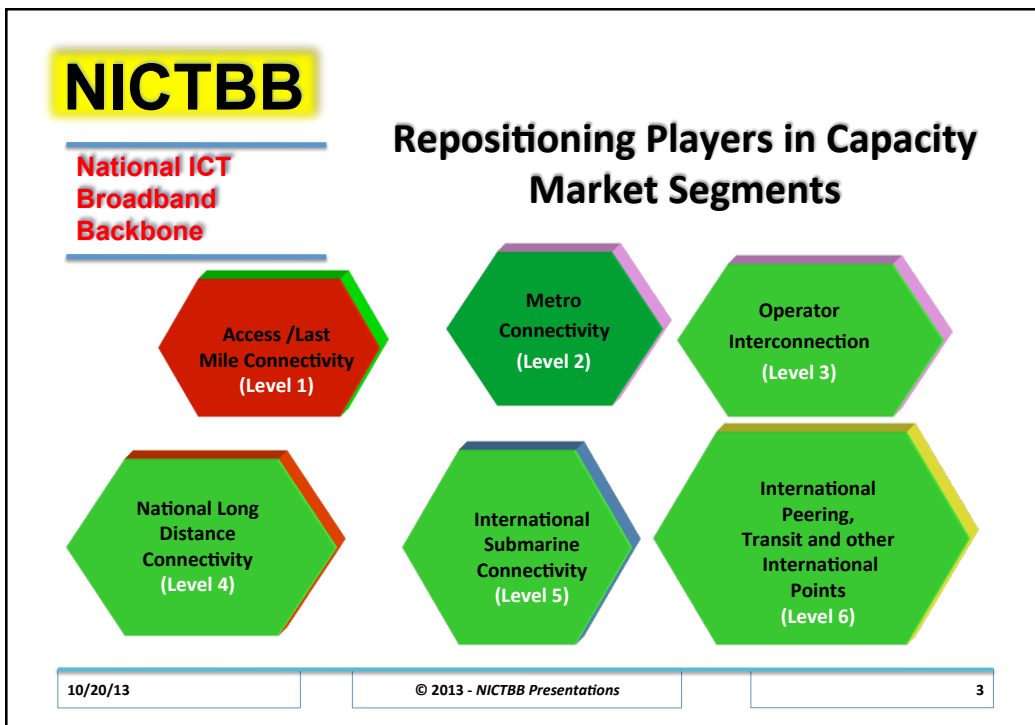 NICTBB
National ICT
Broadband
Backbone
Repositioning Players in Capacity
Market Segments
Access /Last
Mile Connectivity
(Level 1)
Metro
Connectivity
(Level 2)
Operator
Interconnection
(Level 3)
National Long
Distance
Connectivity
(Level 4)
International
Submarine
Connectivity
(Level 5)
International
Peering,
Transit and other
International
Points
(Level 6)
10/20/13
© 2013 - NICTBB Presentations
3